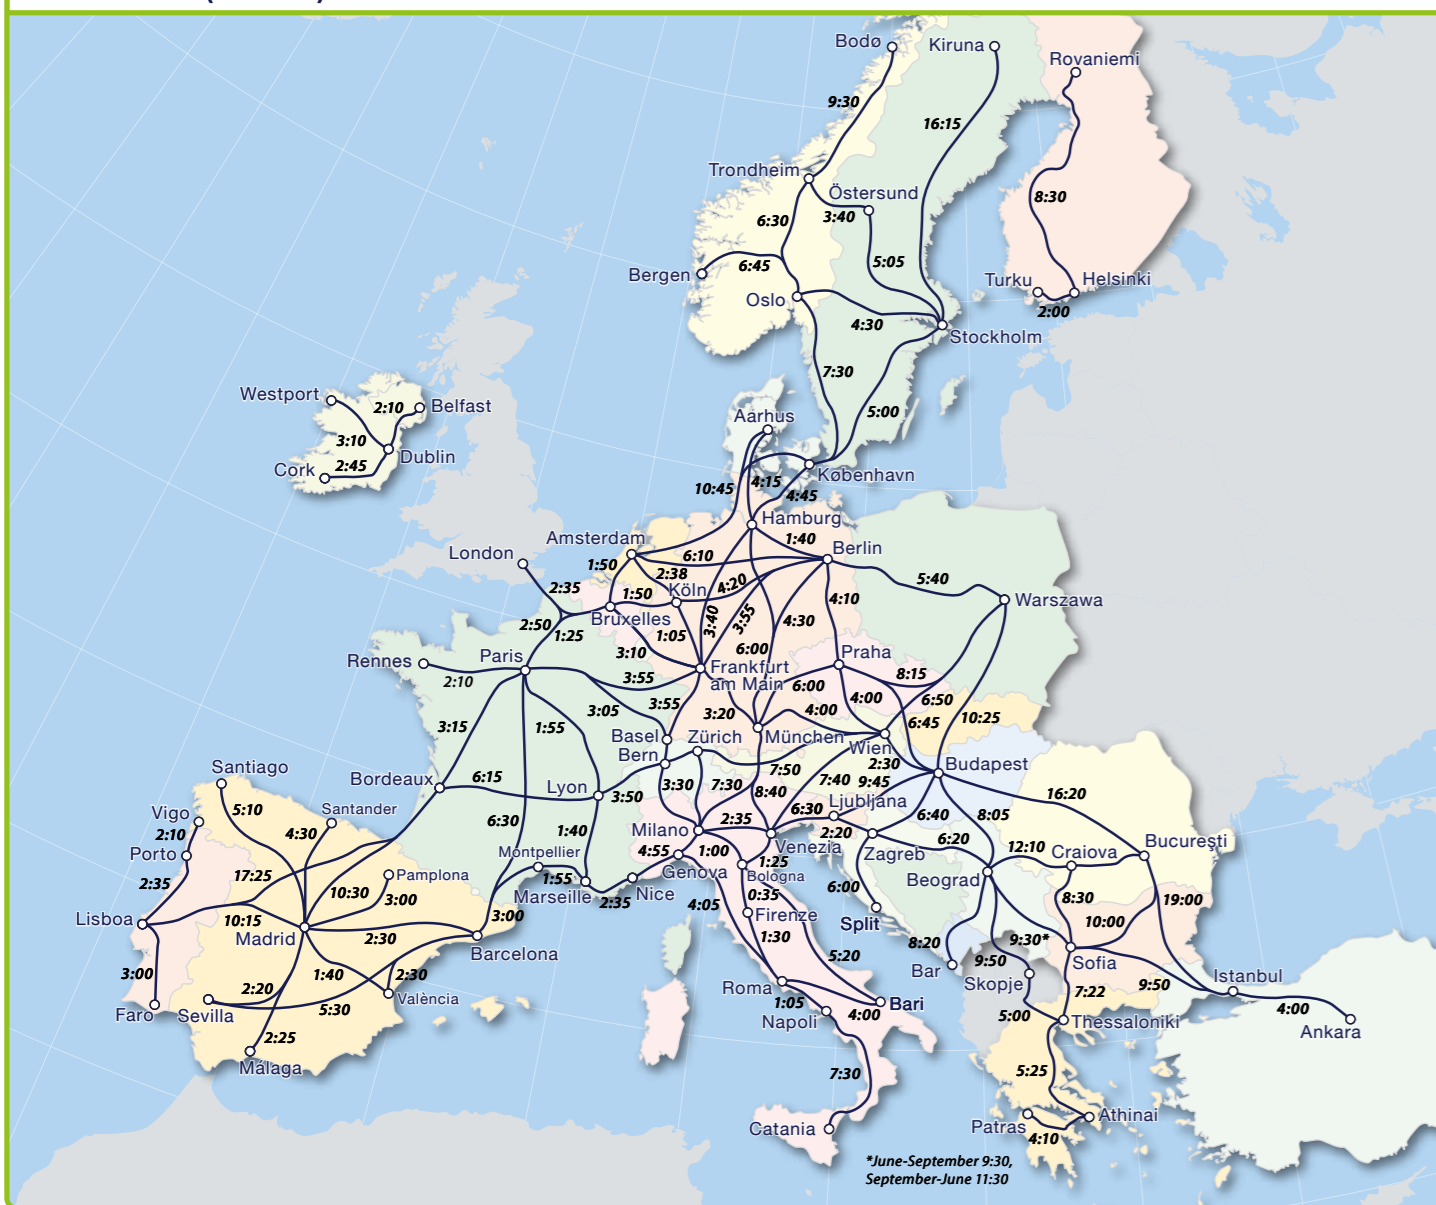 Bodø
Kiruna
Rovaniemi
9:30
16:15
Trondheim
Östersund
8:30
6:30
3:40
6:45
5:05
Bergen
Oslo
Turku
Helsinki
2:00
4:30
Stockholm
7:30
5:00
Westport
2:10
Belfast
Aarhus
3:10
Dublin
Cork
2:45
København
10:45
4:15
4:45
Hamburg
1:40
Amsterdam
Berlin
London
6:10
1:50
2:38
5:40
2:35
1:50
Köln
4:20
4:10
Warszawa
Bruxelles
2:50
1:25
1:05
3:40
3:55
4:30
Rennes
Paris
3:10
6:00
Praha
2:10
Frankfurt
am Main
3:55
8:15
6:00
4:00
6:50
3:15
1:55
3:05
3:55
3:20
4:00
6:45
10:25
Basel
Zürich
München
Wien
Bern
2:30
Santiago
Bordeaux
6:15
Lyon
3:50
3:30
7:30
7:50
7:40
9:45
Budapest
8:40
16:20
Vigo
5:10
Santander
Ljubljana
2:10
4:30
6:30
1:40
Milano
2:35
6:30
6:40
8:05
Porto
2:20
Montpellier
4:55
1:00
Venezia
Zagreb
6:20
12:10
Craiova
București
2:35
17:25
Pamplona
1:55
Genova
1:25
Bologna
Beograd
10:30
3:00
Marseille
2:35
Nice
0:35
6:00
8:30
19:00
Lisboa
10:15
3:00
4:05
Firenze
Split
10:00
Madrid
2:30
1:30
8:20
9:30*
Barcelona
5:20
9:50
Sofia
3:00
1:40
2:30
Bar
Skopje
Istanbul
Faro
2:20
Sevilla
València
Roma
7:22
9:50
5:30
1:05
Bari
Napoli
4:00
5:00
Thessaloniki
4:00
Ankara
2:25
Málaga
7:30
5:25
Catania
Patras
Athinai
4:10
*June-September 9:30,
September-June 11:30